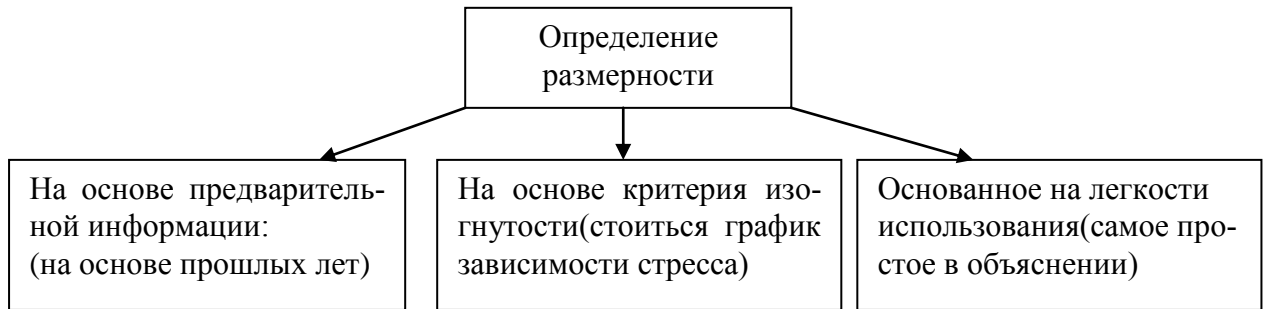 Определение
размерности
На основе предваритель-
ной информации:
(на основе прошлых лет)
На основе критерия изо-
гнутости(стоиться график
зависимости стресса)
Основанное на легкости
использования(самое про-
стое в объяснении)